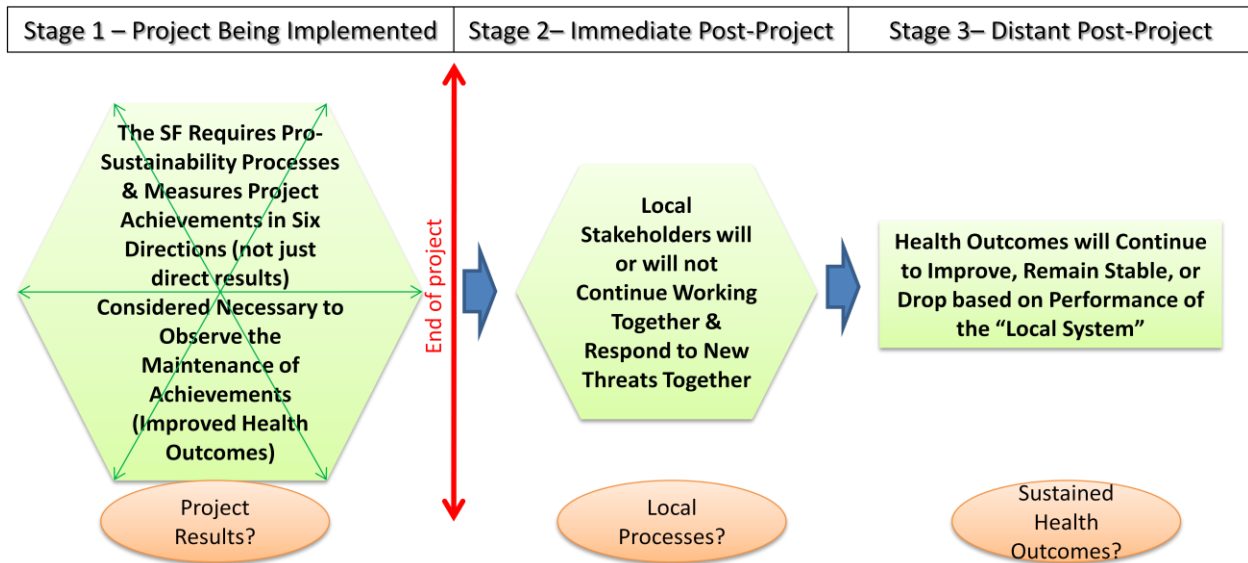 Stage 1 – Project Being Implemented
Stage 2– Immediate Post-Project
Stage 3– Distant Post-Project
The SF Requires Pro-
Sustainability Processes
& Measures Project
Achievements in Six
Directions (not just
direct results)
Considered Necessary to
Observe the
Maintenance of
Achievements
(Improved Health
Outcomes)
End of project
Local
Stakeholders will
or will not
Continue Working
Together &
Respond to New
Threats Together
Health Outcomes will Continue
to Improve, Remain Stable, or
Drop based on Performance of
the “Local System”
Project
Results?
Local
Processes?
Sustained
Health
Outcomes?